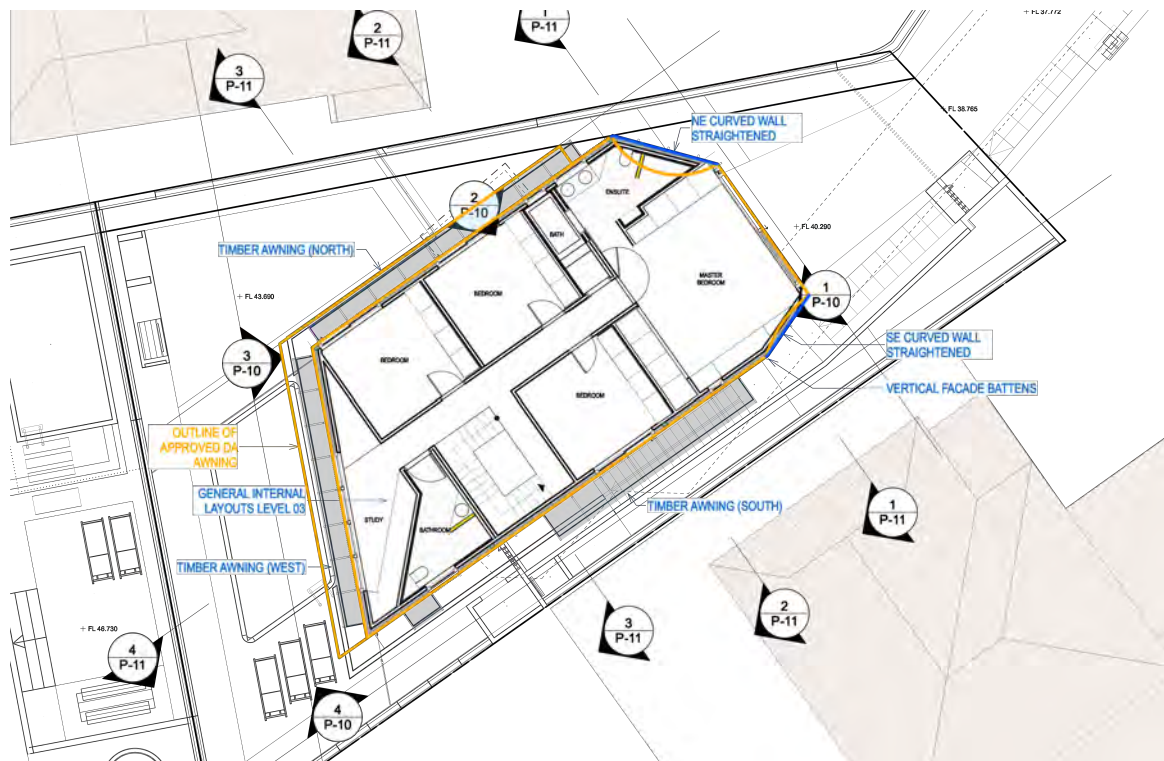 1
P-11
FL 37.772
2
P-11
3
P-11
FL 38.765
NE CURVED WALL
STRAIGHTENED
ENSUITE
2
P-10
BATH
FL 40.290
TIMBER AWNING (NORTH)
MASTER
BEDROOM
BEDROOM
FL 43.690
1
P-10
SE CURVED WALL
STRAIGHTENED
3
P-10
BEDROOM
VERTICAL FACADE BATTENS
BEDROOM
OUTLINE OF
APPROVED DA
AWNING
GENERAL INTERNAL
LAYOUTS LEVEL 03
TIMBER AWNING (SOUTH)
1
P-11
STUDY
BATHROOM
TIMBER AWNING (WEST)
2
P-11
3
P-11
FL 46.730
4
P-11
4
P-10